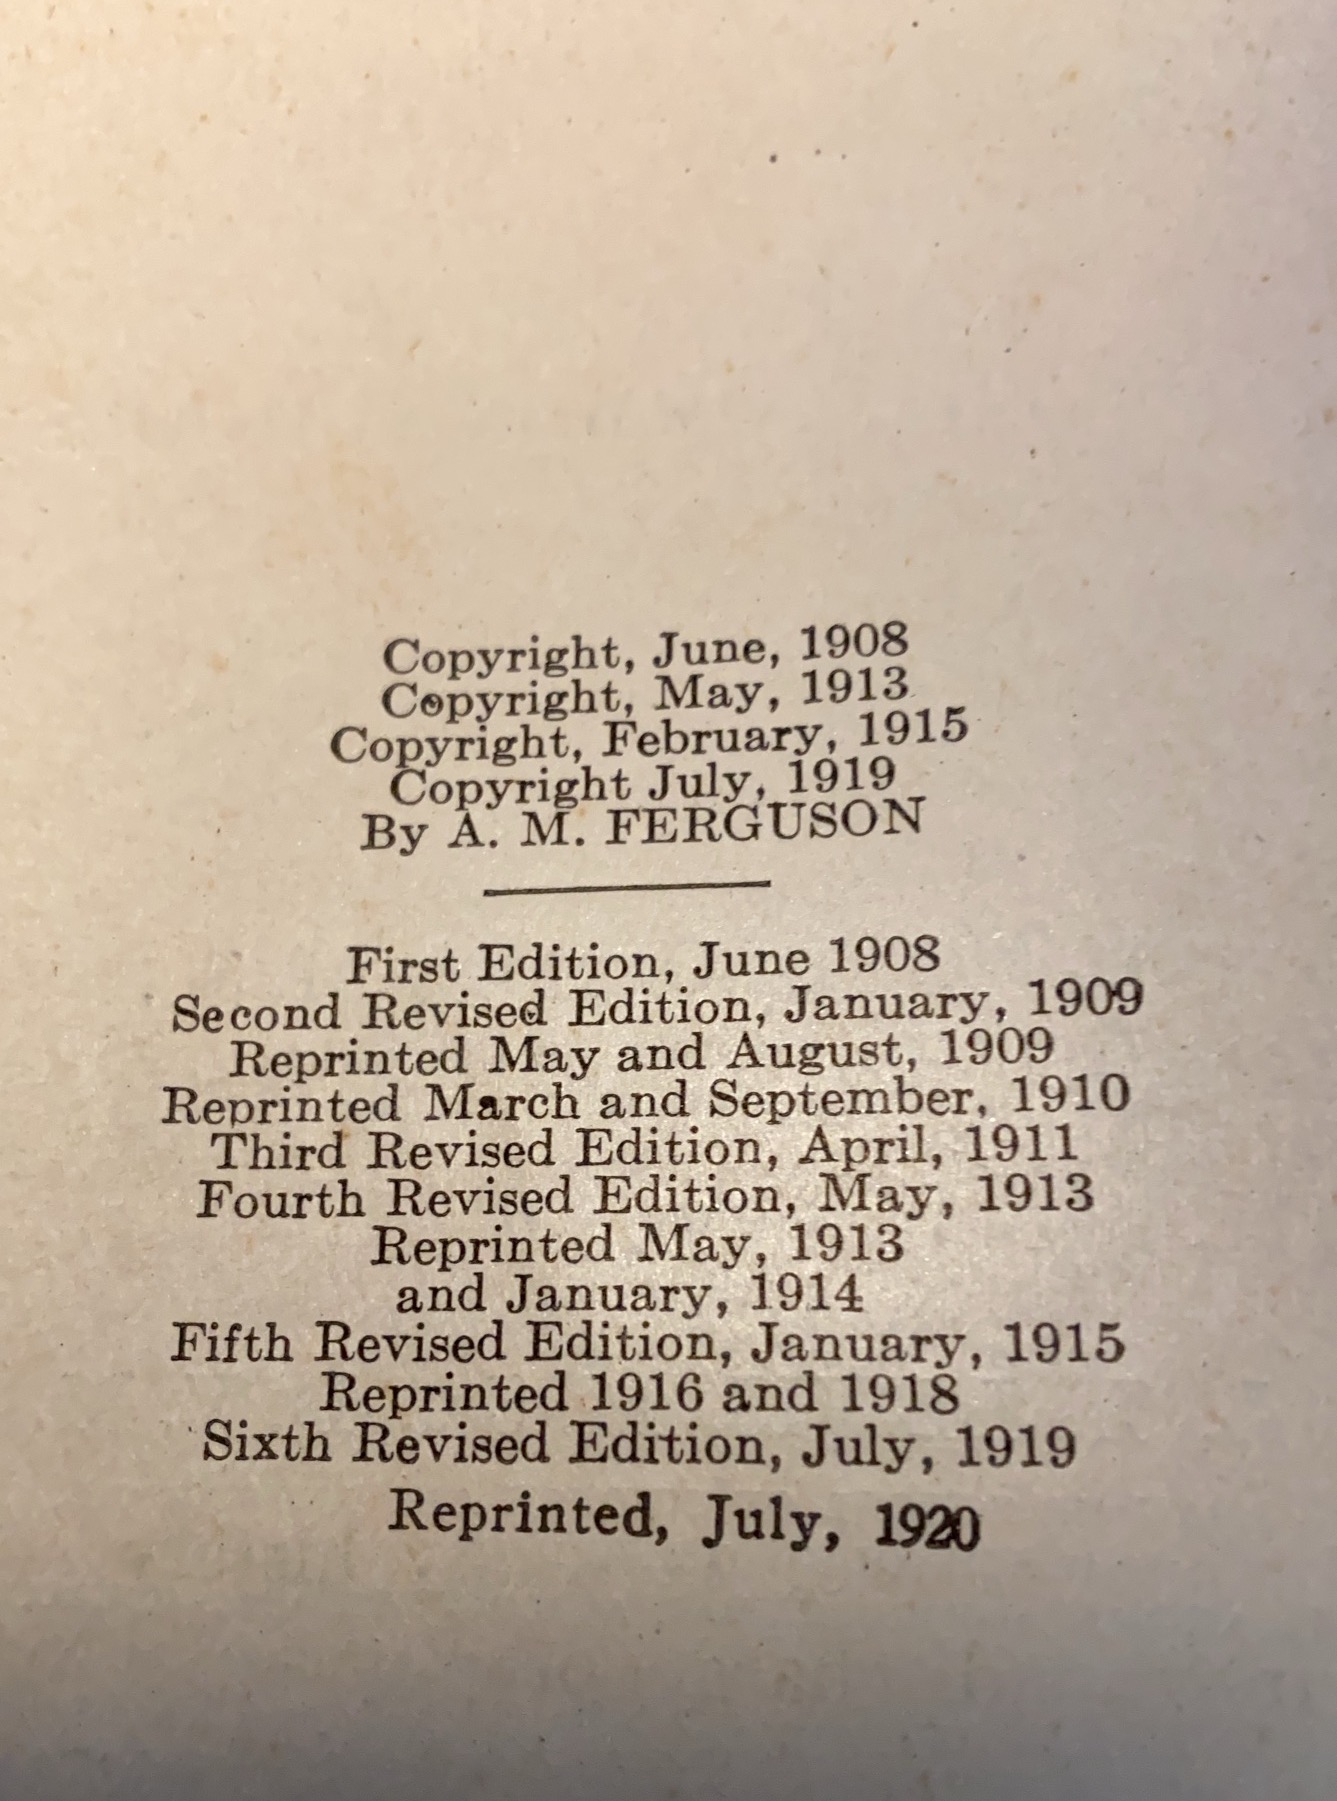 Copyright, June, 1908
Copyright, May, 1913
Copyright, February, 1915
Copyright July, 1919
By A. M. FERGUSON
First Edition, June 1908
Second Revised Edition, January, 1909
Reprinted May and August, 1909
Reprinted March and September, 1910
Third Revised Edition, April, 1911
Fourth Revised Edition, May, 1913
Reprinted May, 1913
and January, 1914
Fifth Revised Edition, January, 1915
Reprinted 1916 and 1918
Sixth Revised Edition, July, 1919
Reprinted, July, 1920